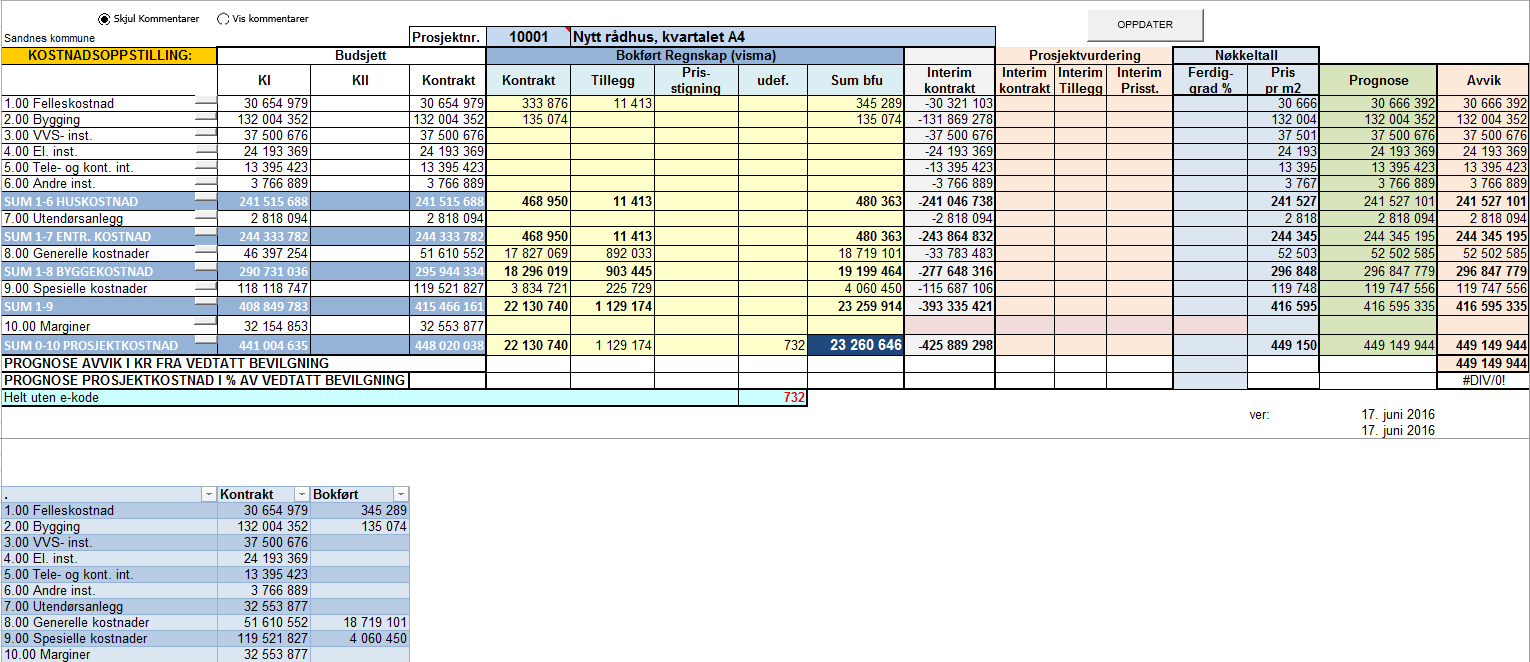 Skjul Kommentarer Vis kommentarer OPPDATER
Sandnes kommune Prosjektnr. 10001 Nytt rådhus, kvartalet A4
KOSTNADSOPPSTILLING: Budsjett Bokført Regnskap (visma) Prosjektvurdering Nøkkeltall
KI KII Kontrakt Kontrakt Tillegg Pris-stigning udef. Sum bfu Interim kontrakt Interim kontrakt Interim Tillegg Interim Prisst. Ferdig-grad % Pris pr m2 Prognose Avvik
1.00 Felleskostnad 30 654 979 30 654 979 333 876 11 413 345 289 -30 321 103 30 666 30 666 392 30 666 392
2.00 Bygging 132 004 352 132 004 352 135 074 135 074 -131 869 278 132 004 132 004 352 132 004 352
3.00 VVS- inst. 37 500 676 37 500 676 -37 500 676 37 501 37 500 676 37 500 676
4.00 El. inst. 24 193 369 24 193 369 -24 193 369 24 193 24 193 369 24 193 369
5.00 Tele- og kont. int. 13 395 423 13 395 423 -13 395 423 13 395 13 395 423 13 395 423
6.00 Andre inst. 3 766 889 3 766 889 -3 766 889 3 767 3 766 889 3 766 889
SUM 1-6 HUSKOSTNAD 241 515 688 241 515 688 468 950 11 413 480 363 -241 046 738 241 527 241 527 101 241 527 101
7.00 Utendørsanlegg 2 818 094 2 818 094 -2 818 094 2 818 2 818 094 2 818 094
SUM 1-7 ENTR. KOSTNAD 244 333 782 244 333 782 468 950 11 413 480 363 -243 864 832 244 345 244 345 195 244 345 195
8.00 Generelle kostnader 46 397 254 51 610 552 17 827 069 892 033 18 719 101 -33 783 483 52 503 52 502 585 52 502 585
SUM 1-8 BYGGEKOSTNAD 290 731 036 295 944 334 18 296 019 903 445 19 199 464 -277 648 316 296 848 296 847 779 296 847 779
9.00 Spesielle kostnader 118 118 747 119 521 827 3 834 721 225 729 4 060 450 -115 687 106 119 748 119 747 556 119 747 556
SUM 1-9 408 849 783 415 466 161 22 130 740 1 129 174 23 259 914 -393 335 421 416 595 416 595 335 416 595 335
10.00 Marginer 32 154 853 32 553 877
SUM 0-10 PROSJEKTKOSTNAD 441 004 635 448 020 038 22 130 740 1 129 174 732 23 260 646 -425 889 298 449 150 449 149 944 449 149 944
PROGNOSE AVVIK I KR FRA VEDTATT BEVILGNING 449 149 944
PROGNOSE PROSJEKTKOSTNAD I % AV VEDTATT BEVILGNING #DIV/0!
Helt uten e-kode 732
ver: 17. juni 2016
17. juni 2016
. Kontrakt Bokført
1.00 Felleskostnad 30 654 979 345 289
2.00 Bygging 132 004 352 135 074
3.00 VVS- inst. 37 500 676
4.00 El. inst. 24 193 369
5.00 Tele- og kont. int. 13 395 423
6.00 Andre inst. 3 766 889
7.00 Utendørsanlegg 32 553 877
8.00 Generelle kostnader 51 610 552 18 719 101
9.00 Spesielle kostnader 119 521 827 4 060 450
10.00 Marginer 32 553 877